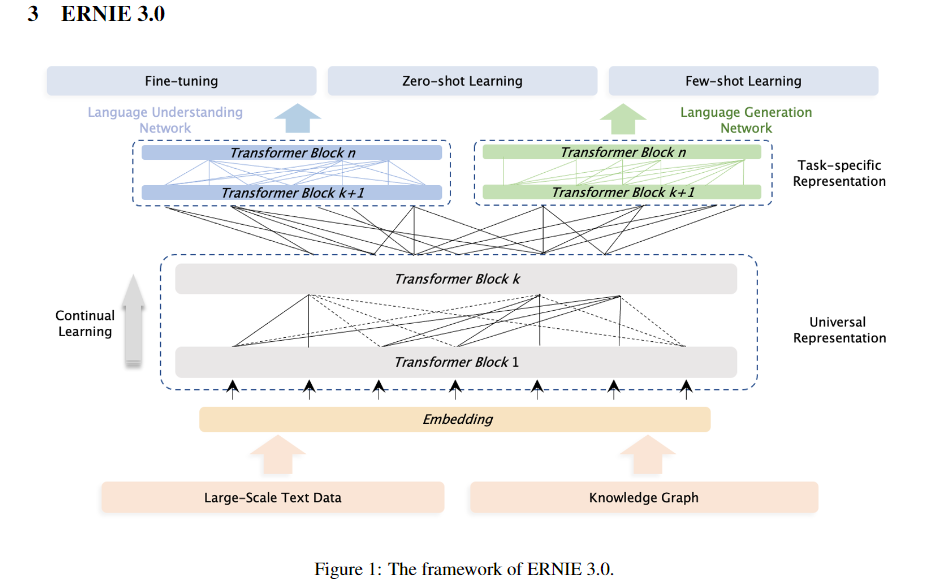 3 ERNIE 3.0
Fine-tuning
Zero-shot Learning
Few-shot Learning
Language Understanding
Network
Language Generation
Network
Transformer Block n
Transformer Block n
Task-specific
Representation
Transformer Block k+1
Transformer Block k+1
Transformer Block k
Continual
Learning
Universal
Representation
Transformer Block 1
Embedding
Large-Scale Text Data
Knowledge Graph
Figure 1: The framework of ERNIE 3.0.